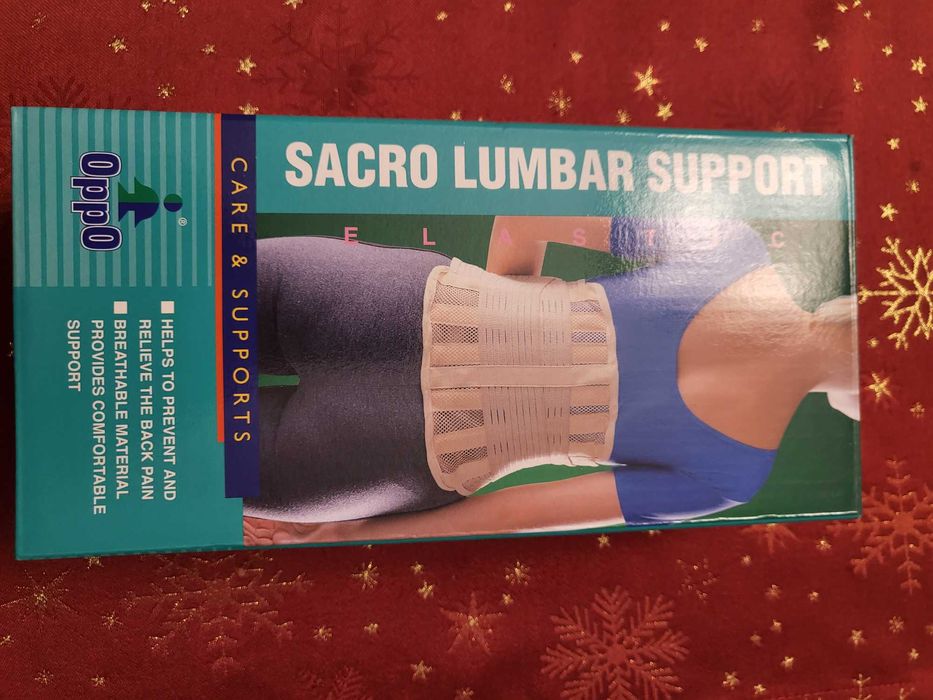 SACRO LUMBAR SUPPORT
ELASTIC
oppo
®
CARE & SUPPORTS
HELPS TO PREVENT AND
RELIEVE THE BACK PAIN
BREATHABLE MATERIAL
PROVIDES COMFORTABLE
SUPPORT